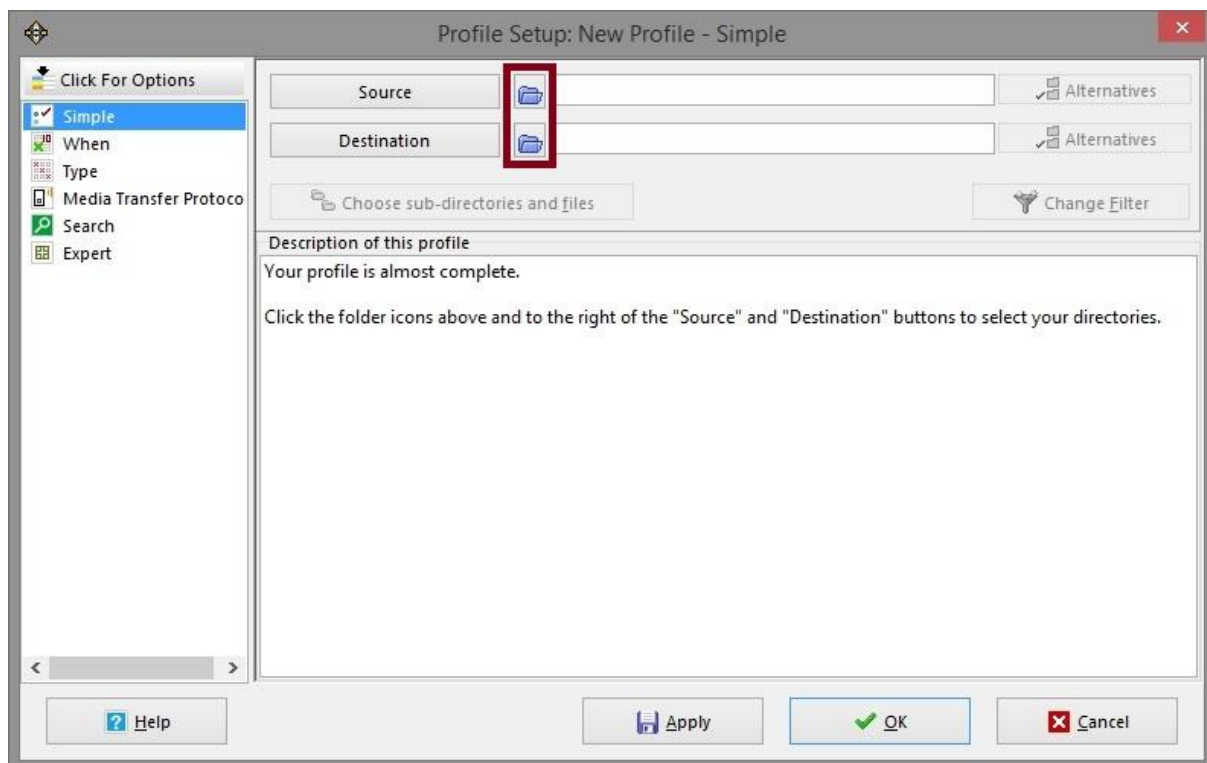 Profile Setup: New Profile - Simple
Click For Options
Simple
When
Type
Media Transfer Protoco
Search
Expert
Source
Alternatives
Destination
Alternatives
Choose sub-directories and files
Change Filter
Description of this profile
Your profile is almost complete.
Click the folder icons above and to the right of the "Source" and "Destination" buttons to select your directories.
Help
Apply
OK
Cancel